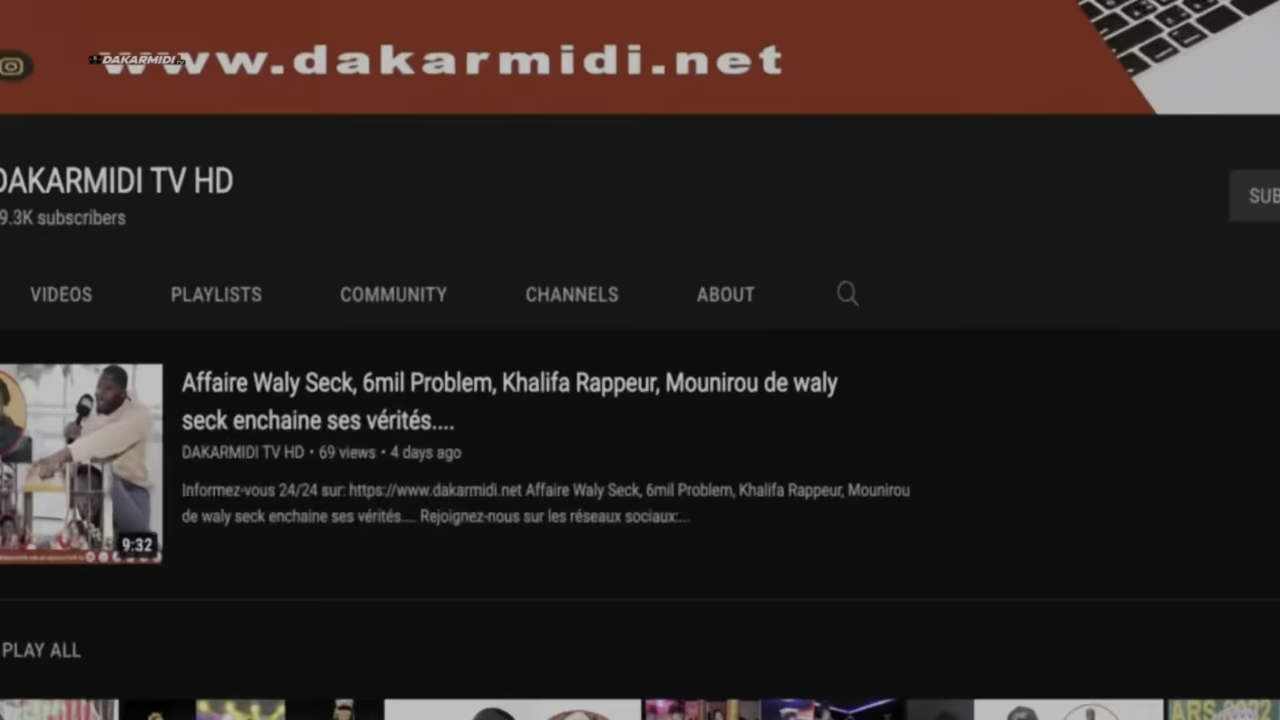 www.dakarmidi.net
DAKARMIDI
DAKARMIDI TV HD
9.3K subscribers
SUB
VIDEOS
PLAYLISTS
COMMUNITY
CHANNELS
ABOUT
Affaire Waly Seck, 6mil Problem, Khalifa Rappeur, Mounirou de waly
seck enchaine ses vérités....
DAKARMIDI TV HD • 69 views • 4 days ago
Informez-vous 24/24 sur: https://www.dakarmidi.net Affaire Waly Seck, 6mil Problem, Khalifa Rappeur, Mounirou
de waly seck enchaine ses vérités.... Rejoignez-nous sur les réseaux sociaux:...
9:32
PLAY ALL